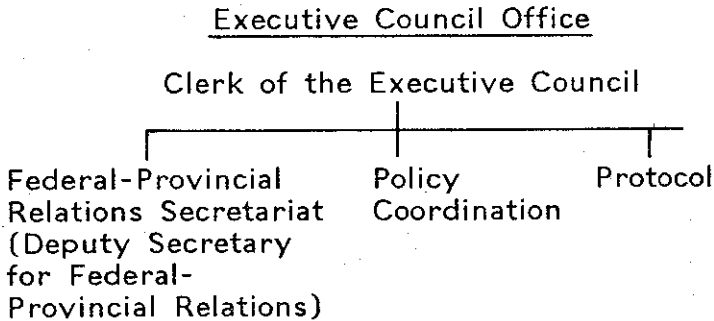 Executive Council Office
Clerk of the Executive Council
Federal-Provincial
Relations Secretariat
(Deputy Secretary
for Federal-
Provincial Relations)
Policy
Coordination
Protocol